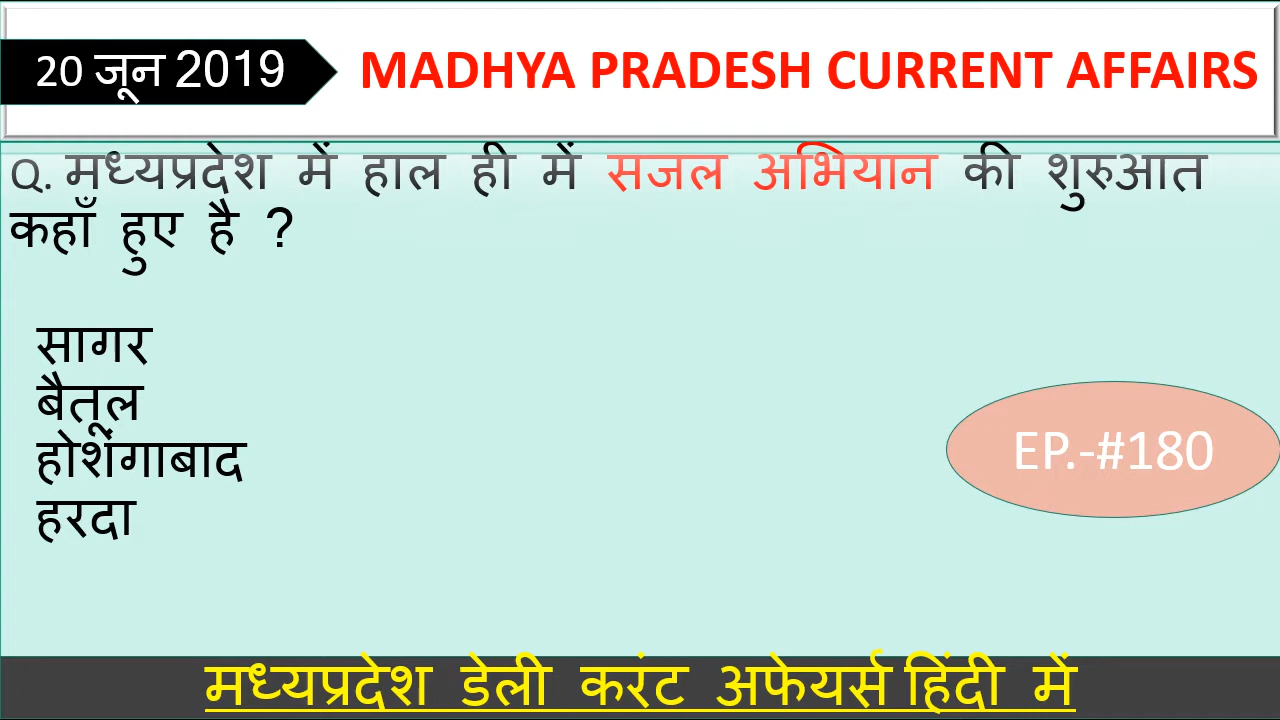 20 जून 2019
MADHYA PRADESH CURRENT AFFAIRS
Q. मध्यप्रदेश में हाल ही में सजल अभियान की शुरुआत
कहाँ हुए है ?
सागर
बैतूल
होशंगाबाद
हरदा
EP.-#180
मध्यप्रदेश डेली करंट अफेयर्स हिंदी में